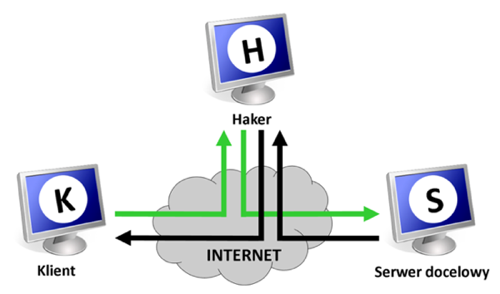 H
Haker
K
S
INTERNET
Klient
Serwer docelowy